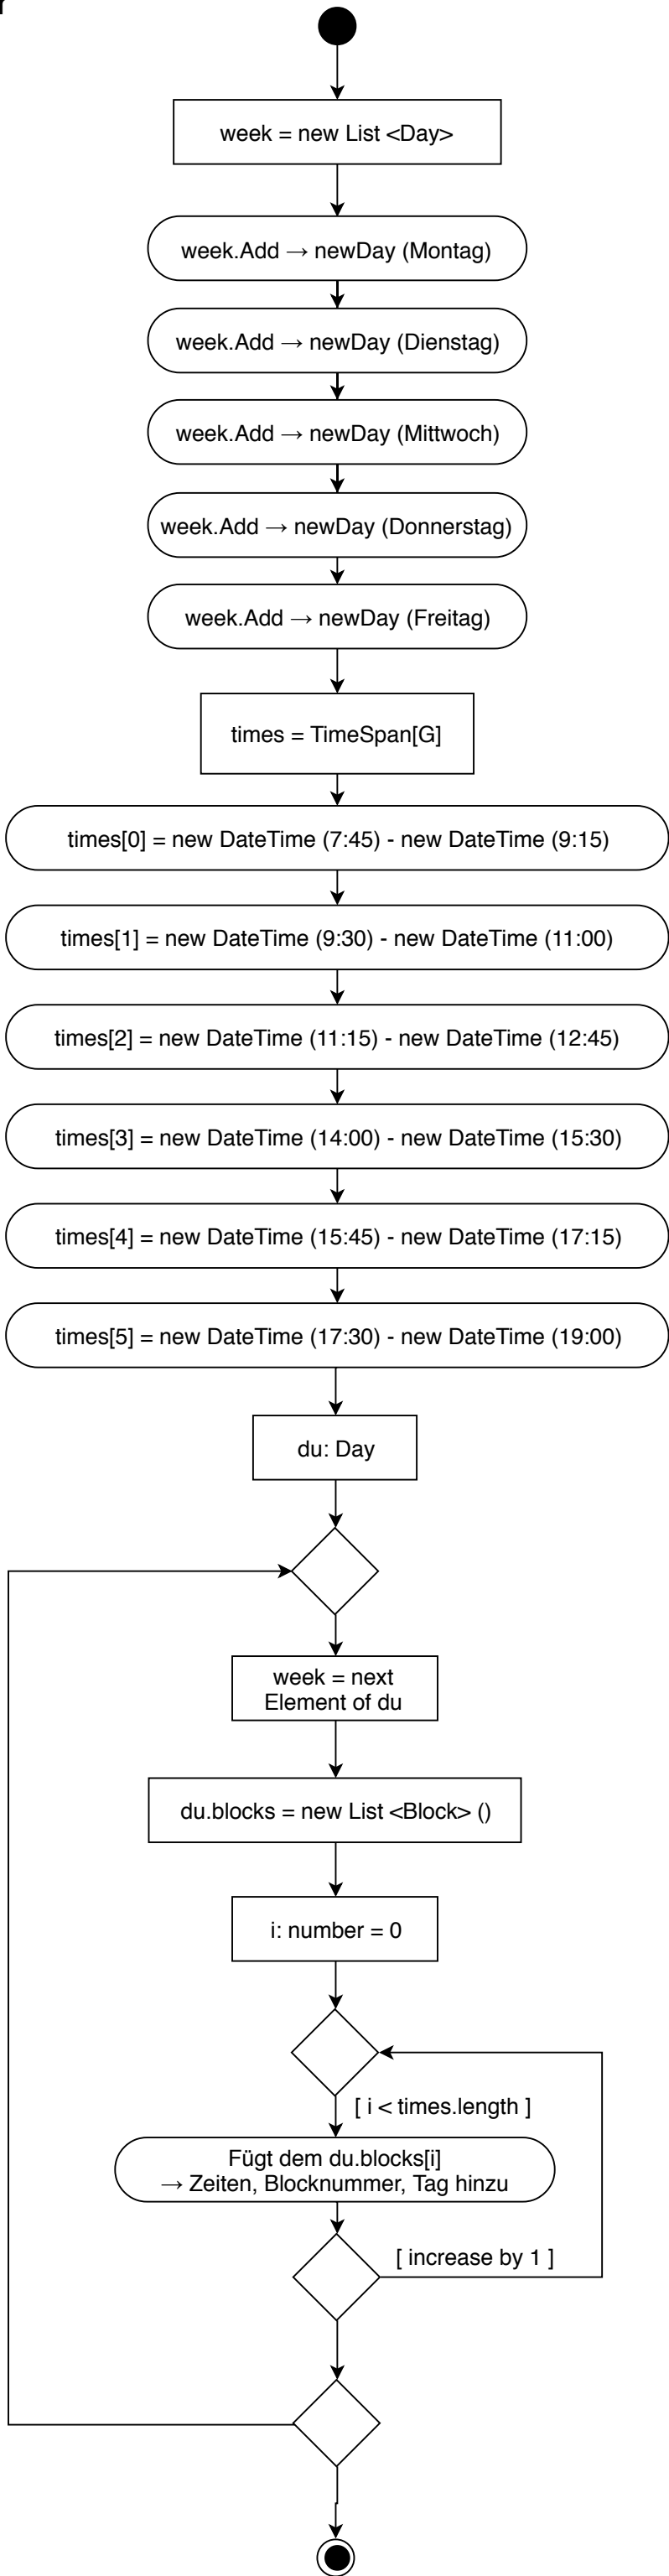 week = new List <Day>
week.Add → newDay (Montag)
week.Add → newDay (Dienstag)
week.Add → newDay (Mittwoch)
week.Add → newDay (Donnerstag)
week.Add → newDay (Freitag)
times = TimeSpan[G]
times[0] = new DateTime (7:45) - new DateTime (9:15)
times[1] = new DateTime (9:30) - new DateTime (11:00)
times[2] = new DateTime (11:15) - new DateTime (12:45)
times[3] = new DateTime (14:00) - new DateTime (15:30)
times[4] = new DateTime (15:45) - new DateTime (17:15)
times[5] = new DateTime (17:30) - new DateTime (19:00)
du: Day
week = next
Element of du
du.blocks = new List <Block> ()
i: number = 0
[ i < times.length ]
Fügt dem du.blocks[i]
→ Zeiten, Blocknummer, Tag hinzu
[ increase by 1 ]